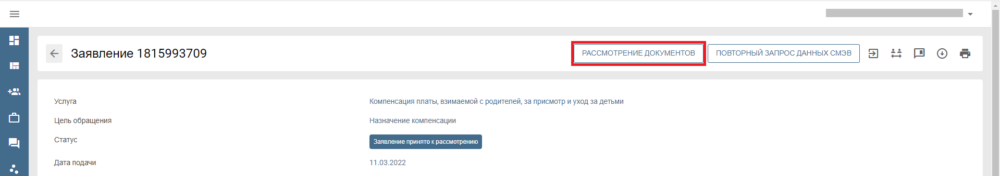 Заявление 1815993709
РАССМОТРЕНИЕ ДОКУМЕНТОВ
ПОВТОРНЫЙ ЗАПРОС ДАННЫХ СМЭВ
Услуга
Компенсация платы, взимаемой с родителей, за присмотр и уход за детьми
Цель обращения
Назначение компенсации
Статус
Заявление принято к рассмотрению
Дата подачи
11.03.2022